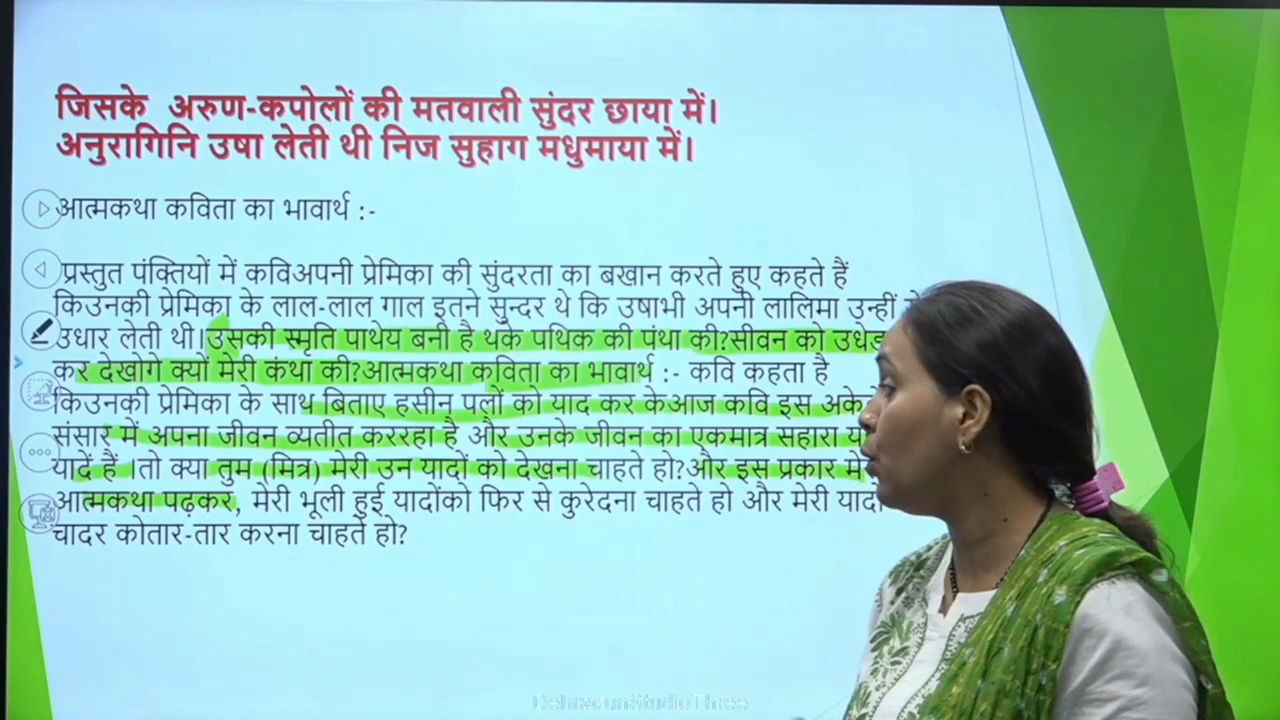 जिसके अरुण-कपोलों की मतवाली सुंदर छाया में।
अनुरागिनि उषा लेती थी निज सुहाग मधुमाया में।
आत्मकथा कविता का भावार्थ :-
प्रस्तुत पंक्तियों में कविअपनी प्रेमिका की सुंदरता का बखान करते हुए कहते हैं
किउनकी प्रेमिका के लाल-लाल गाल इतने सुन्दर थे कि उषाभी अपनी लालिमा उन्हीं
उधार लेती थी।उसकी स्मृति पाथेय बनी है थके पथिक की पंथा की?सीवन को
कर देखोगे क्यों मेरी कंथा की?आत्मकथा कविता का भावार्थ :- कवि कहता है
किउनकी प्रेमिका के साथ बिताए हसीन पलों को याद कर केआज कवि इस
संसार में अपना जीवन व्यतीत कररहा है और उनके जीवन का एकमात्र सहारा
यादें हैं ।तो क्या तुम (मित्र) मेरी उन यादों को देखना चाहते हो?और इस प्रकार
आत्मकथा पढ़कर, मेरी भूली हुई यादोंको फिर से कुरेदना चाहते हो और मेरी
चादर कोतार-तार करना चाहते हो?